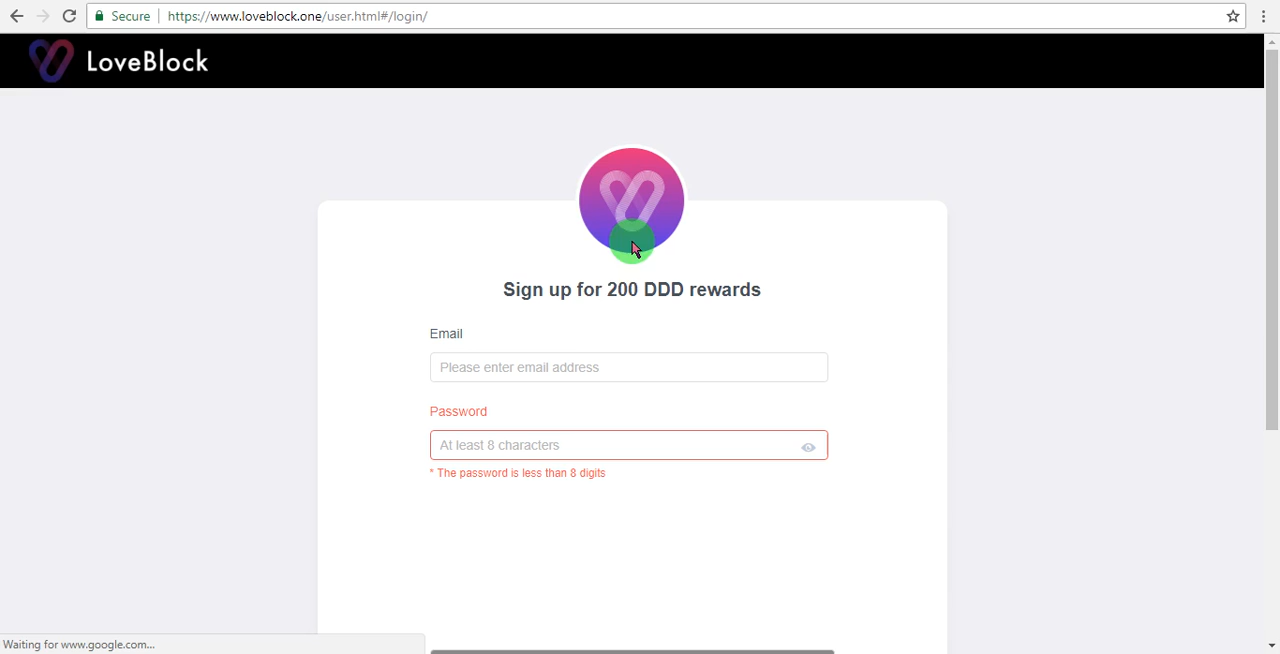 Secure https://www.loveblock.one/user.html#/login/
LoveBlock
Sign up for 200 DDD rewards
Email
Please enter email address
Password
At least 8 characters
* The password is less than 8 digits
Waiting for www.google.com...